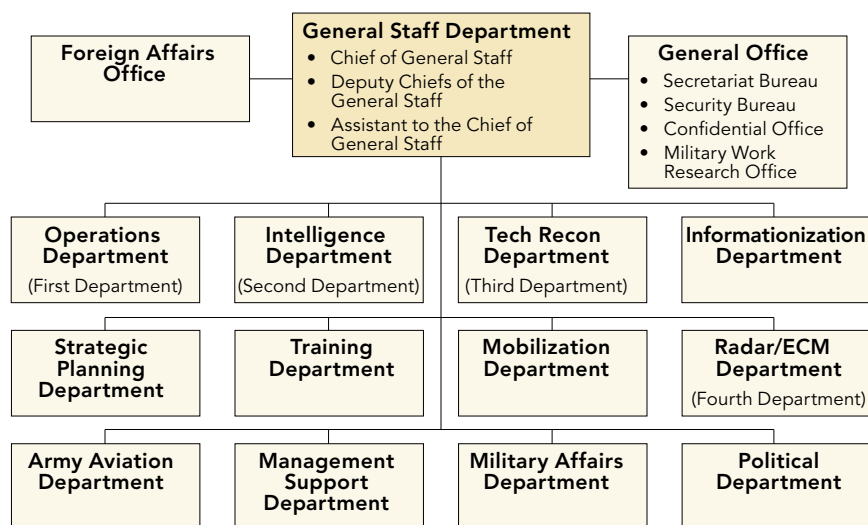 Foreign Affairs
Office
General Staff Department
• Chief of General Staff
• Deputy Chiefs of the
General Staff
• Assistant to the Chief of
General Staff
General Office
• Secretariat Bureau
• Security Bureau
• Confidential Office
• Military Work
Research Office
Operations
Department
(First Department)
Intelligence
Department
(Second Department)
Tech Recon
Department
(Third Department)
Informationization
Department
Strategic
Planning
Department
Training
Department
Mobilization
Department
Radar/ECM
Department
(Fourth Department)
Army Aviation
Department
Management
Support
Department
Military Affairs
Department
Political
Department